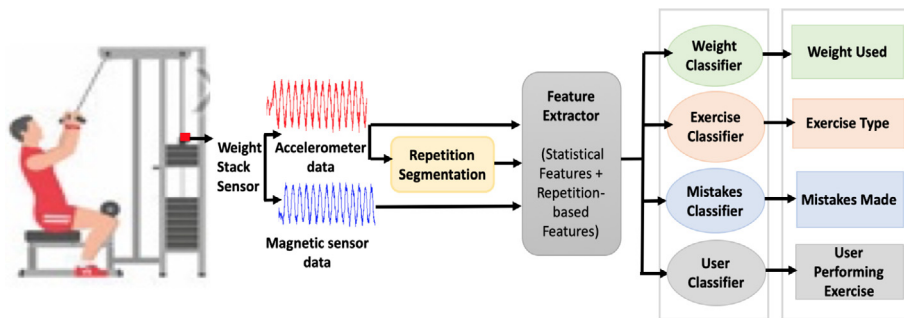 Weight
Stack
Sensor
Accelerometer
data
Magnetic sensor
data
Repetition
Segmentation
Feature
Extractor
(Statistical
Features +
Repetition-
based
Features)
Weight
Classifier
Weight Used
Exercise
Classifier
Exercise Type
Mistakes
Classifier
Mistakes Made
User
Classifier
User
Performing
Exercise